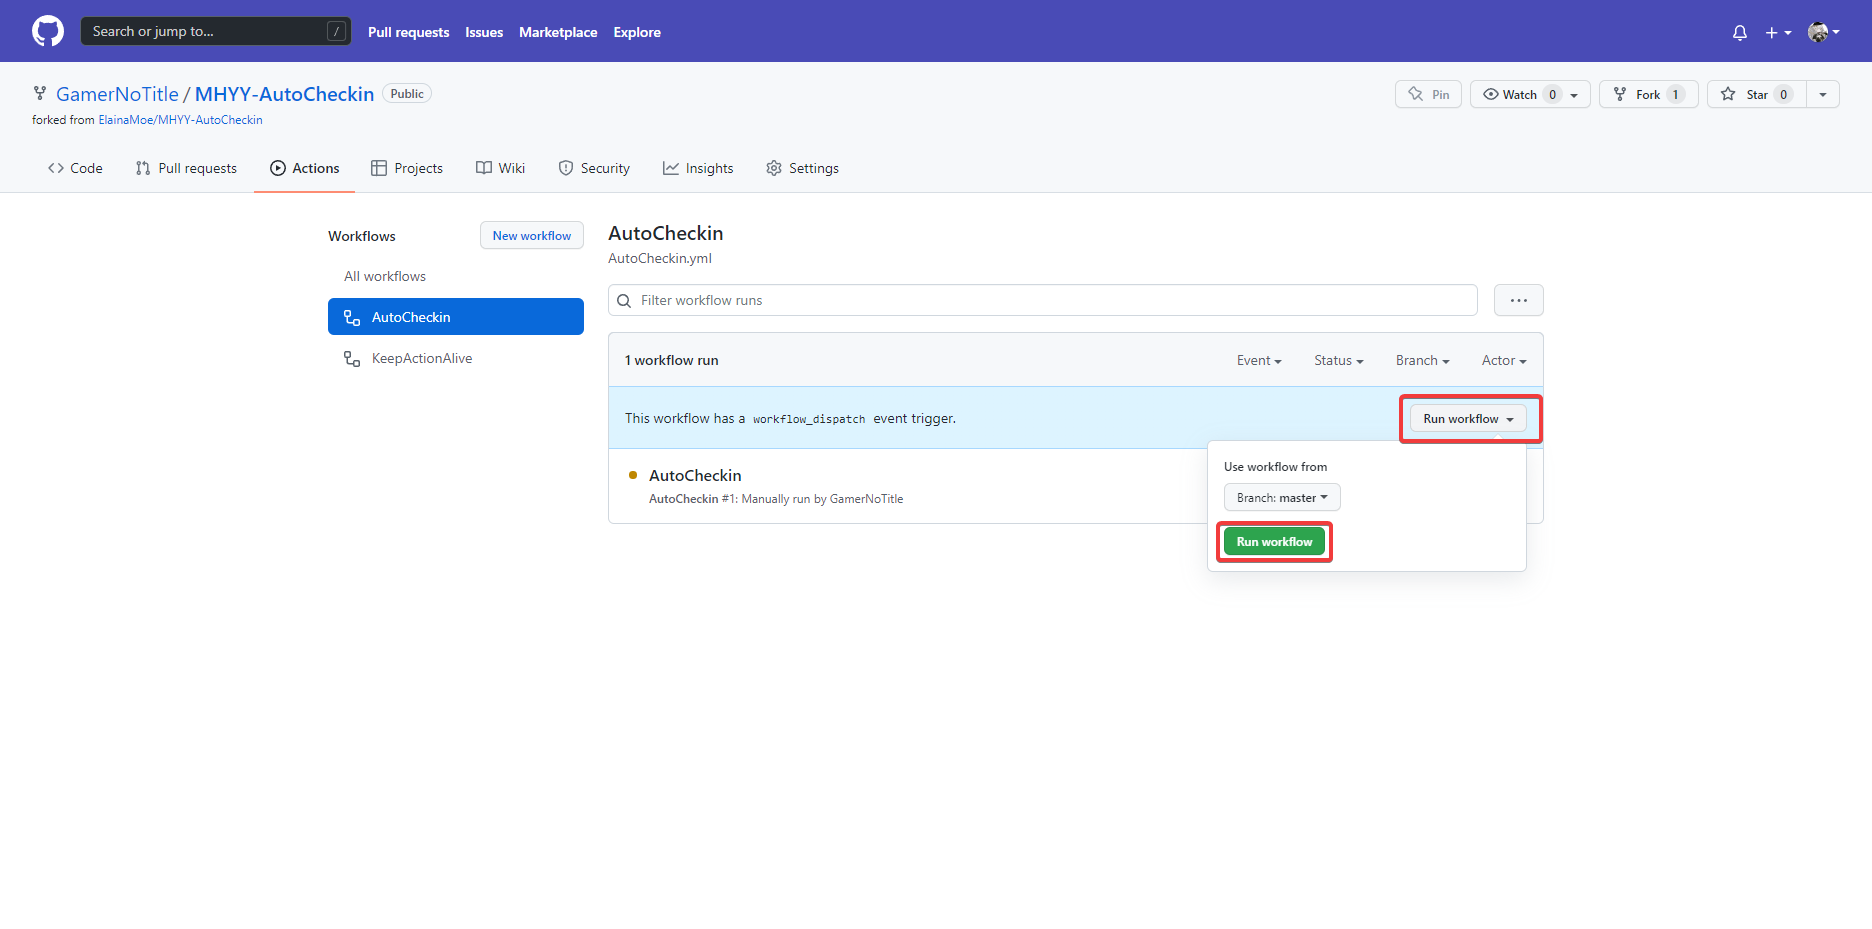 Search or jump to...
/
Pull requests
Issues
Marketplace
Explore
GamerNoTitle / MHYY-AutoCheckin
Public
forked from ElainaMoe/MHYY-AutoCheckin
Pin
Watch 0
Fork 1
Star 0
Code
Pull requests
Actions
Projects
Wiki
Security
Insights
Settings
Workflows
New workflow
All workflows
AutoCheckin
KeepActionAlive
AutoCheckin
AutoCheckin.yml
Filter workflow runs
1 workflow run
Event
Status
Branch
Actor
This workflow has a workflow_dispatch event trigger.
Run workflow
AutoCheckin
AutoCheckin #1: Manually run by GamerNoTitle
Use workflow from
Branch: master
Run workflow